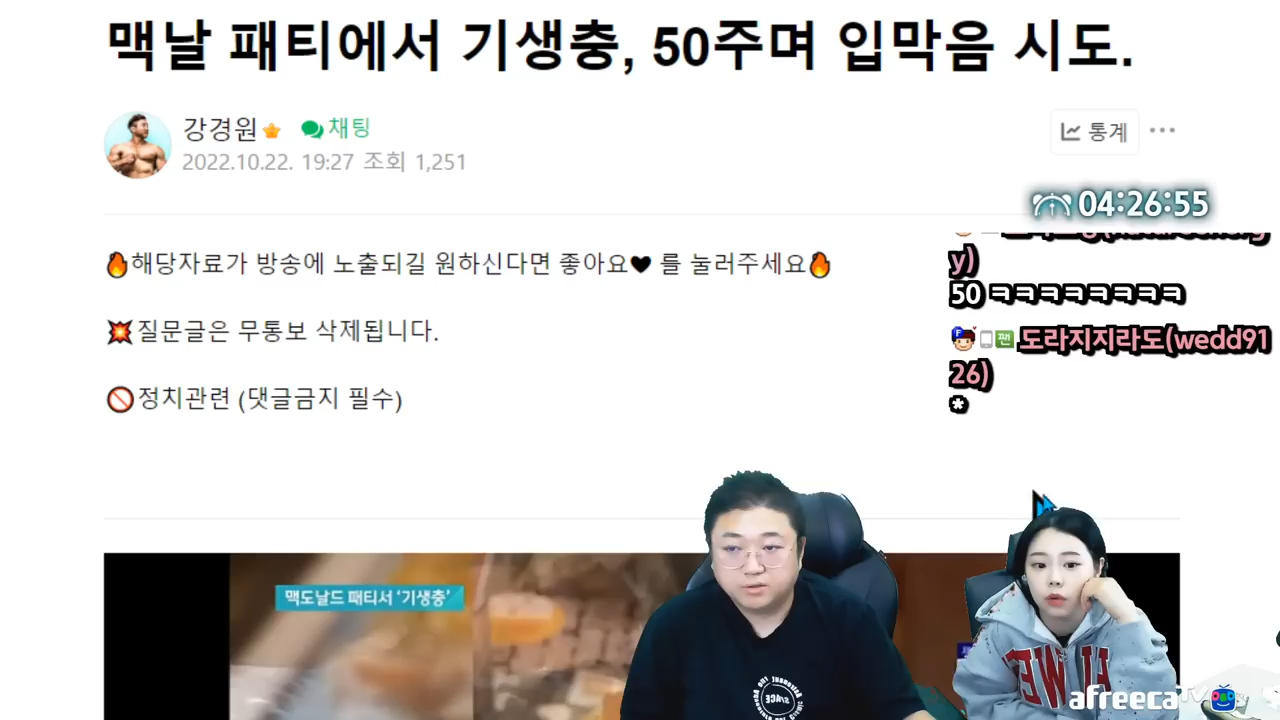 맥날 패티에서 기생충, 50주며 입막음 시도.
강경원 채팅
2022.10.22. 19:27 조회 1,251
통계
04:26:55
🔥해당자료가 방송에 노출되길 원하신다면 좋아요♥ 를 눌러주세요🔥
y)
50 ㅋㅋㅋㅋㅋㅋㅋㅋ
💥질문글은 무통보 삭제됩니다.
도라지지라도(wedd91
26)
*
🚫정치관련 (댓글금지 필수)
맥도날드 패티서 '기생충'
afreecaTV